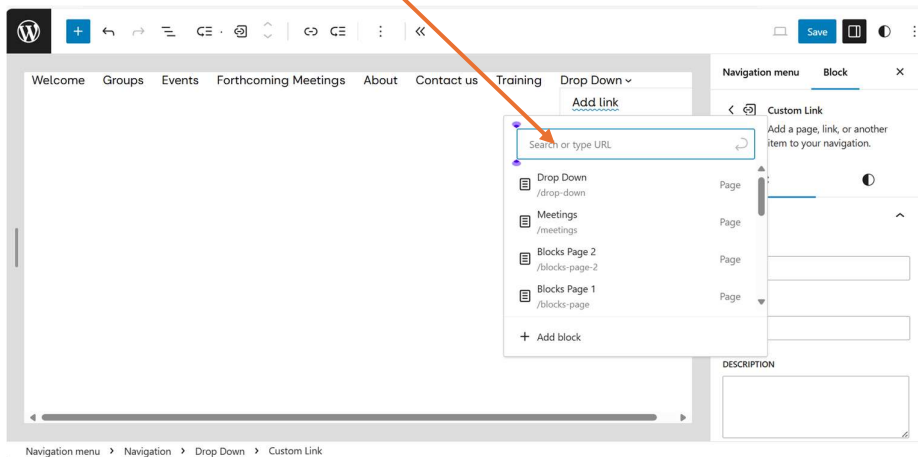 Save
Welcome Groups Events Forthcoming Meetings About Contact us Training Drop Down
Add link
Search or type URL
Drop Down
/drop-down
Page
Meetings
/meetings
Page
Blocks Page 2
/blocks-page-2
Page
Blocks Page 1
/blocks-page
Page
+ Add block
Navigation menu Block
Custom Link
Add a page, link, or another
item to your navigation.
DESCRIPTION
Navigation menu > Navigation > Drop Down > Custom Link